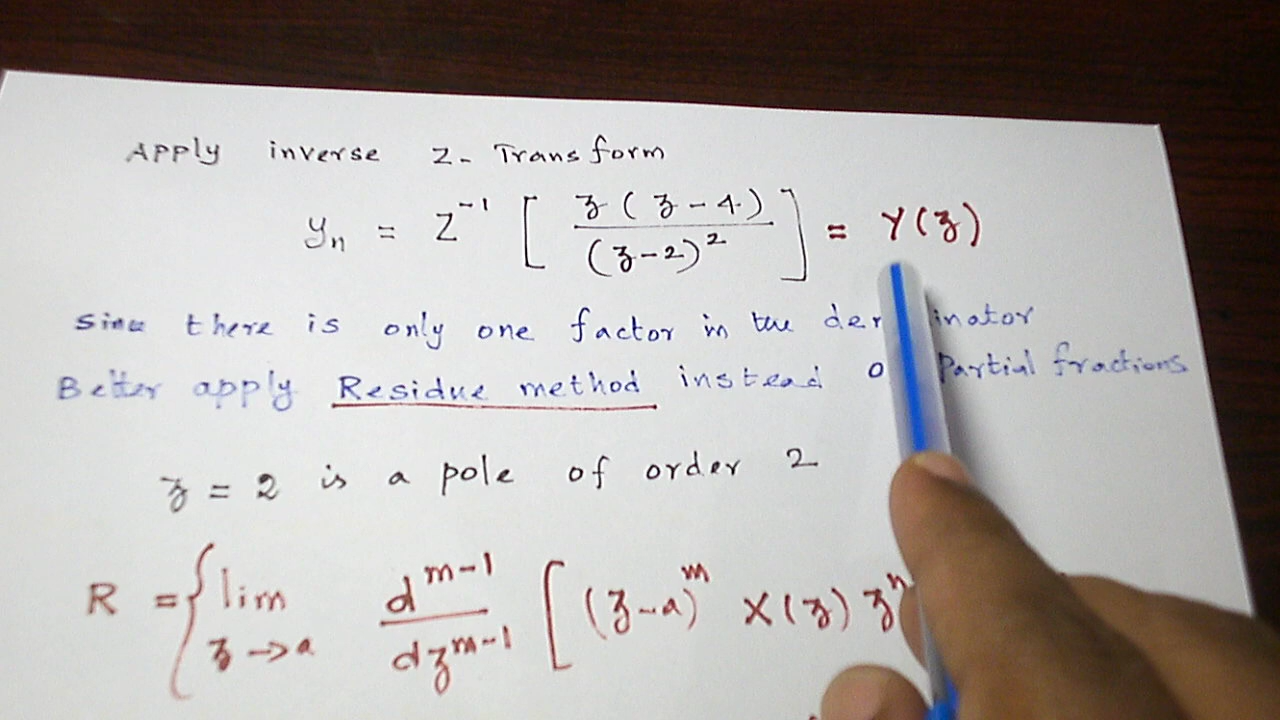 Apply inverse Z-Transform
yn = Z^-1 [ z(z-4) / (z-2)^2 ] = Y(z)
Since there is only one factor in the
Better apply Residue method instead Partial fractions
z = 2 is a pole of order 2
R = { lim z→a d^m-1 / dz^m-1 [ (z-a)^m X(z) z^n